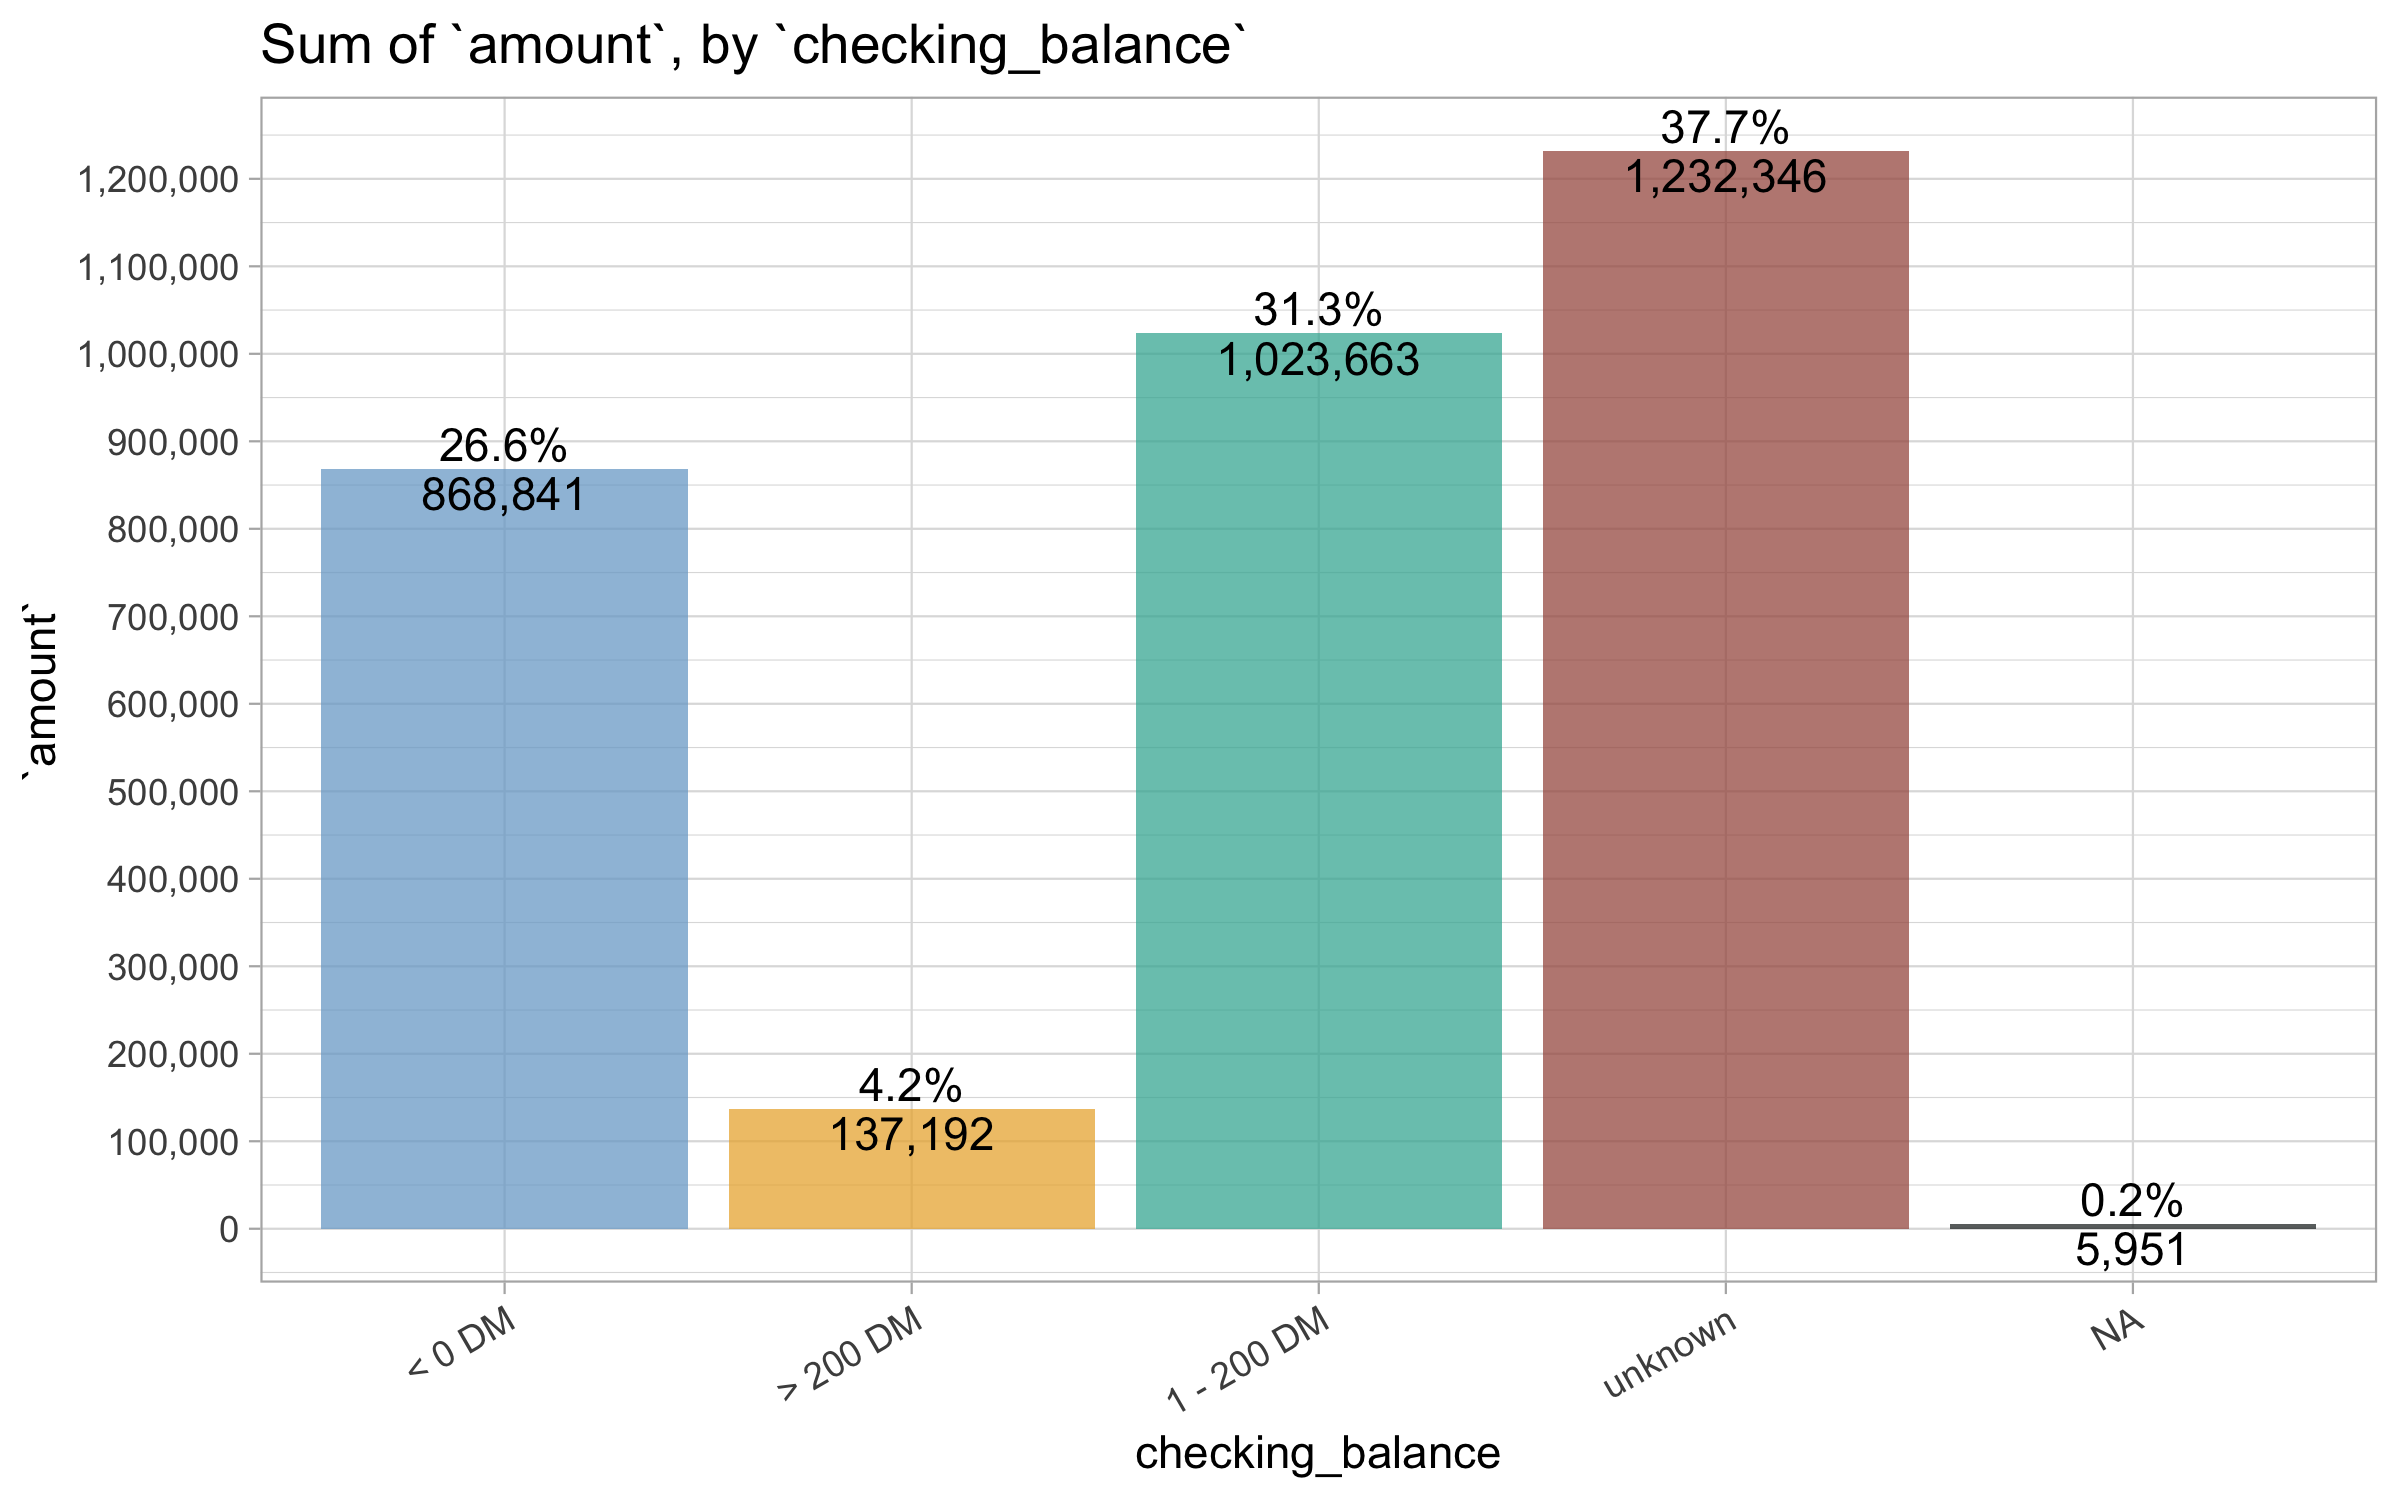 Sum of `amount`, by `checking_balance`
37.7%
1,232,346
31.3%
1,023,663
26.6%
868,841
4.2%
137,192
0.2%
5,951
1,200,000
1,100,000
1,000,000
900,000
800,000
700,000
600,000
500,000
400,000
300,000
200,000
100,000
0
`amount`
< 0 DM
> 200 DM
1 - 200 DM
unknown
NA
checking_balance